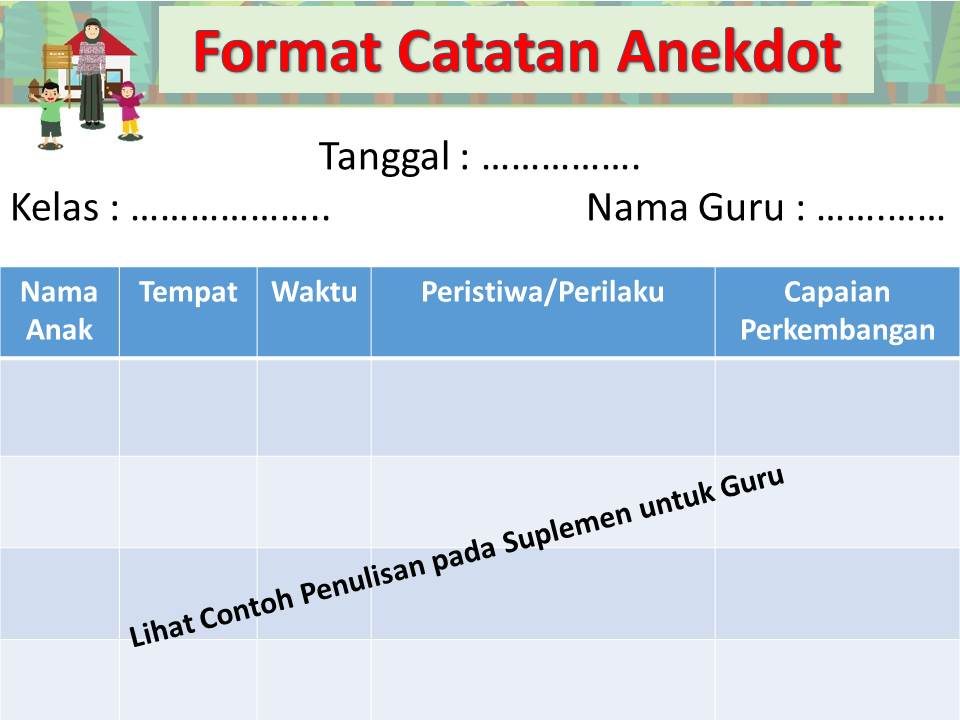 Format Catatan Anekdot
Tanggal : …………….
Kelas : ………………..
Nama Guru : …….……
Nama Anak
Tempat
Waktu
Peristiwa/Perilaku
Capaian Perkembangan
Lihat Contoh Penulisan pada Suplemen untuk Guru